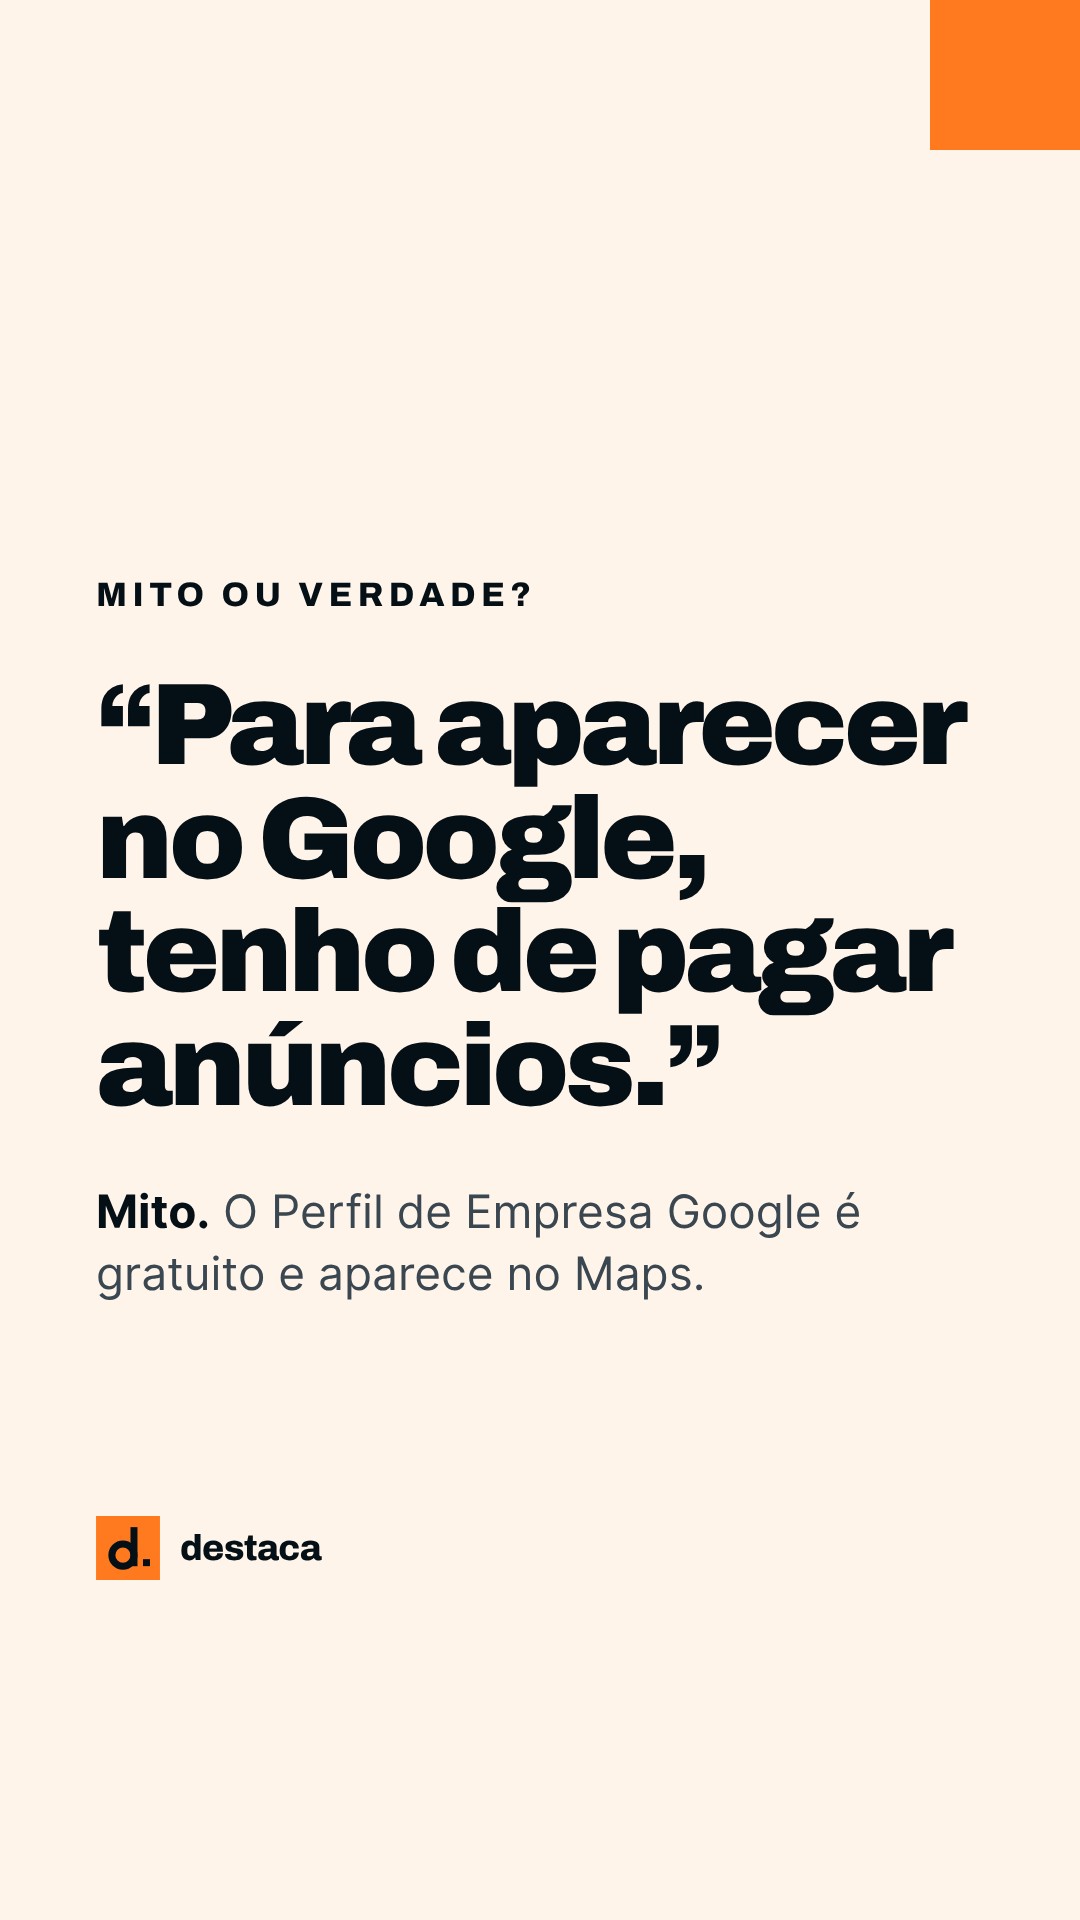 MITO OU VERDADE?
“Para aparecer
no Google,
tenho de pagar
anúncios.”
Mito. O Perfil de Empresa Google é
gratuito e aparece no Maps.
d. destaca